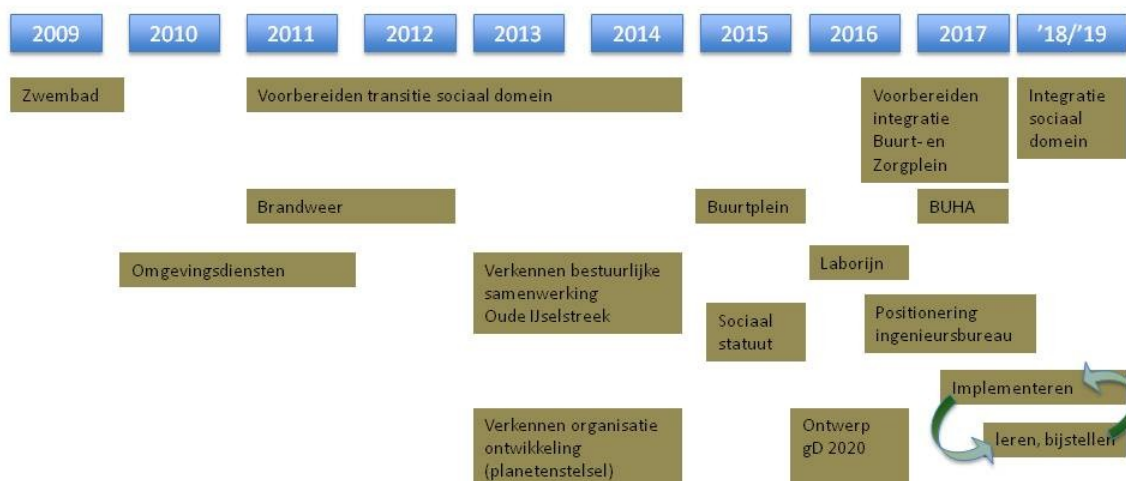 2009
2010
2011
2012
2013
2014
2015
2016
2017
'18/'19
Zwembad
Voorbereiden transitie sociaal domein
Voorbereiden
integratie
Buurt- en
Zorgplein
Integratie
sociaal
domein
Brandweer
Buurtplein
BUHA
Omgevingsdiensten
Verkennen bestuurlijke
samenwerking
Oude IJselstreek
Laborijn
Sociaal
statuut
Positionering
ingenieursbureau
Implementeren
Verkennen organisatie
ontwikkeling
(planetenstelsel)
Ontwerp
gD 2020
leren, bijstellen